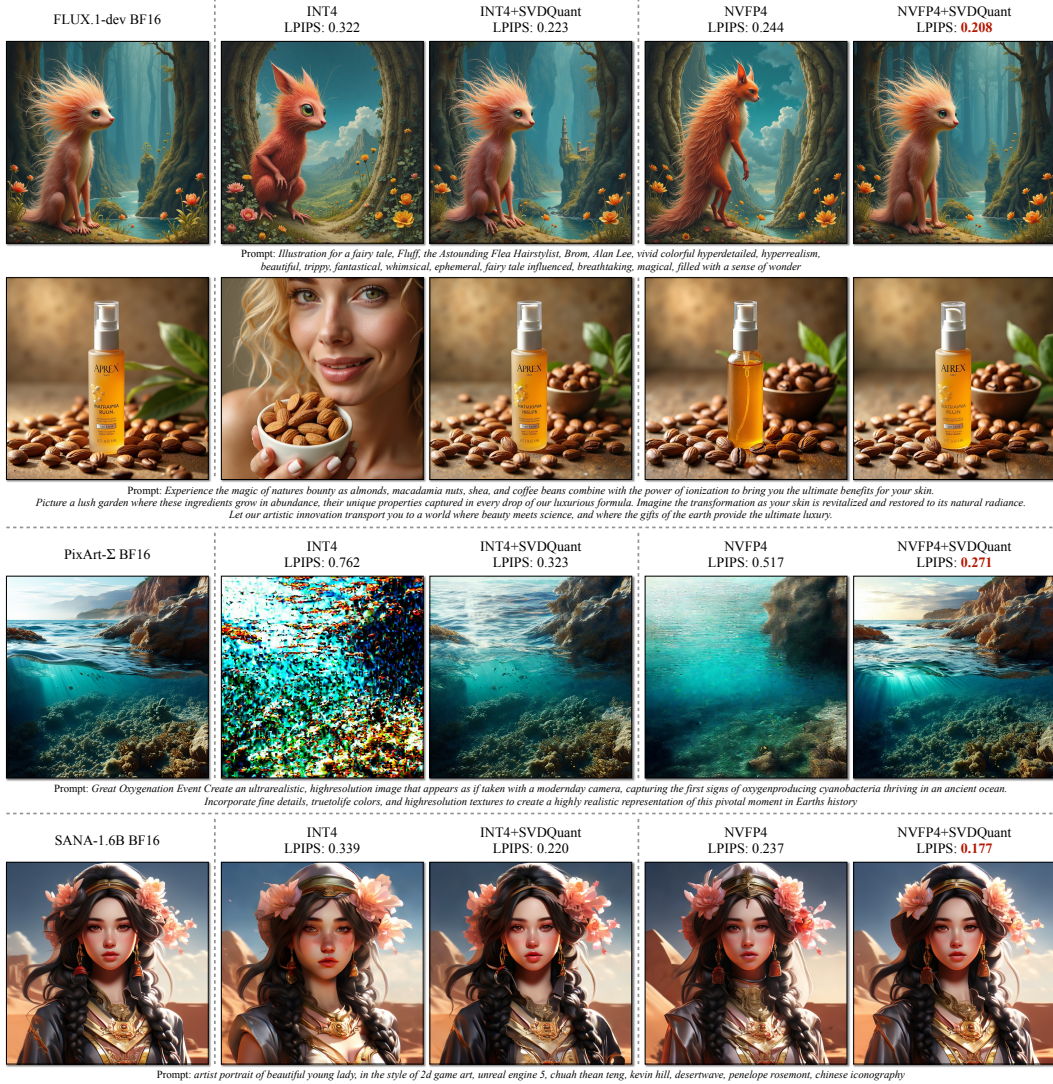 FLUX.1-dev BF16
INT4
LPIPS: 0.322
INT4+SVDQuant
LPIPS: 0.223
NVFP4
LPIPS: 0.244
NVFP4+SVDQuant
LPIPS: 0.208
Prompt: Illustration for a fairy tale, Fluff, the Astounding Flea Hairstylist, Brom, Alan Lee, vivid colorful hyperdetailed, hyperrealism,
beautiful, trippy, fantastical, whimsical, ephemeral, fairy tale influenced, breathtaking, magical, filled with a sense of wonder
APREX
APREX
AIREX
Prompt: Experience the magic of natures bounty as almonds, macadamia nuts, shea, and coffee beans combine with the power of ionization to bring you the ultimate benefits for your skin.
Picture a lush garden where these ingredients grow in abundance, their unique properties captured in every drop of our luxurious formula. Imagine the transformation as your skin is revitalized and restored to its natural radiance.
Let our artistic innovation transport you to a world where beauty meets science, and where the gifts of the earth provide the ultimate luxury.
PixArt-Σ BF16
INT4
LPIPS: 0.762
INT4+SVDQuant
LPIPS: 0.323
NVFP4
LPIPS: 0.517
NVFP4+SVDQuant
LPIPS: 0.271
Prompt: Great Oxygenation Event Create an ultrarealistic, highresolution image that appears as if taken with a modernday camera, capturing the first signs of oxygenproducing cyanobacteria thriving in an ancient ocean.
Incorporate fine details, truetolife colors, and highresolution textures to create a highly realistic representation of this pivotal moment in Earths history
SANA-1.6B BF16
INT4
LPIPS: 0.339
INT4+SVDQuant
LPIPS: 0.220
NVFP4
LPIPS: 0.237
NVFP4+SVDQuant
LPIPS: 0.177
Prompt: artist portrait of beautiful young lady, in the style of 2d game art, unreal engine 5, chuah thean teng, kevin hill, desertwave, penelope rosemont, chinese iconography